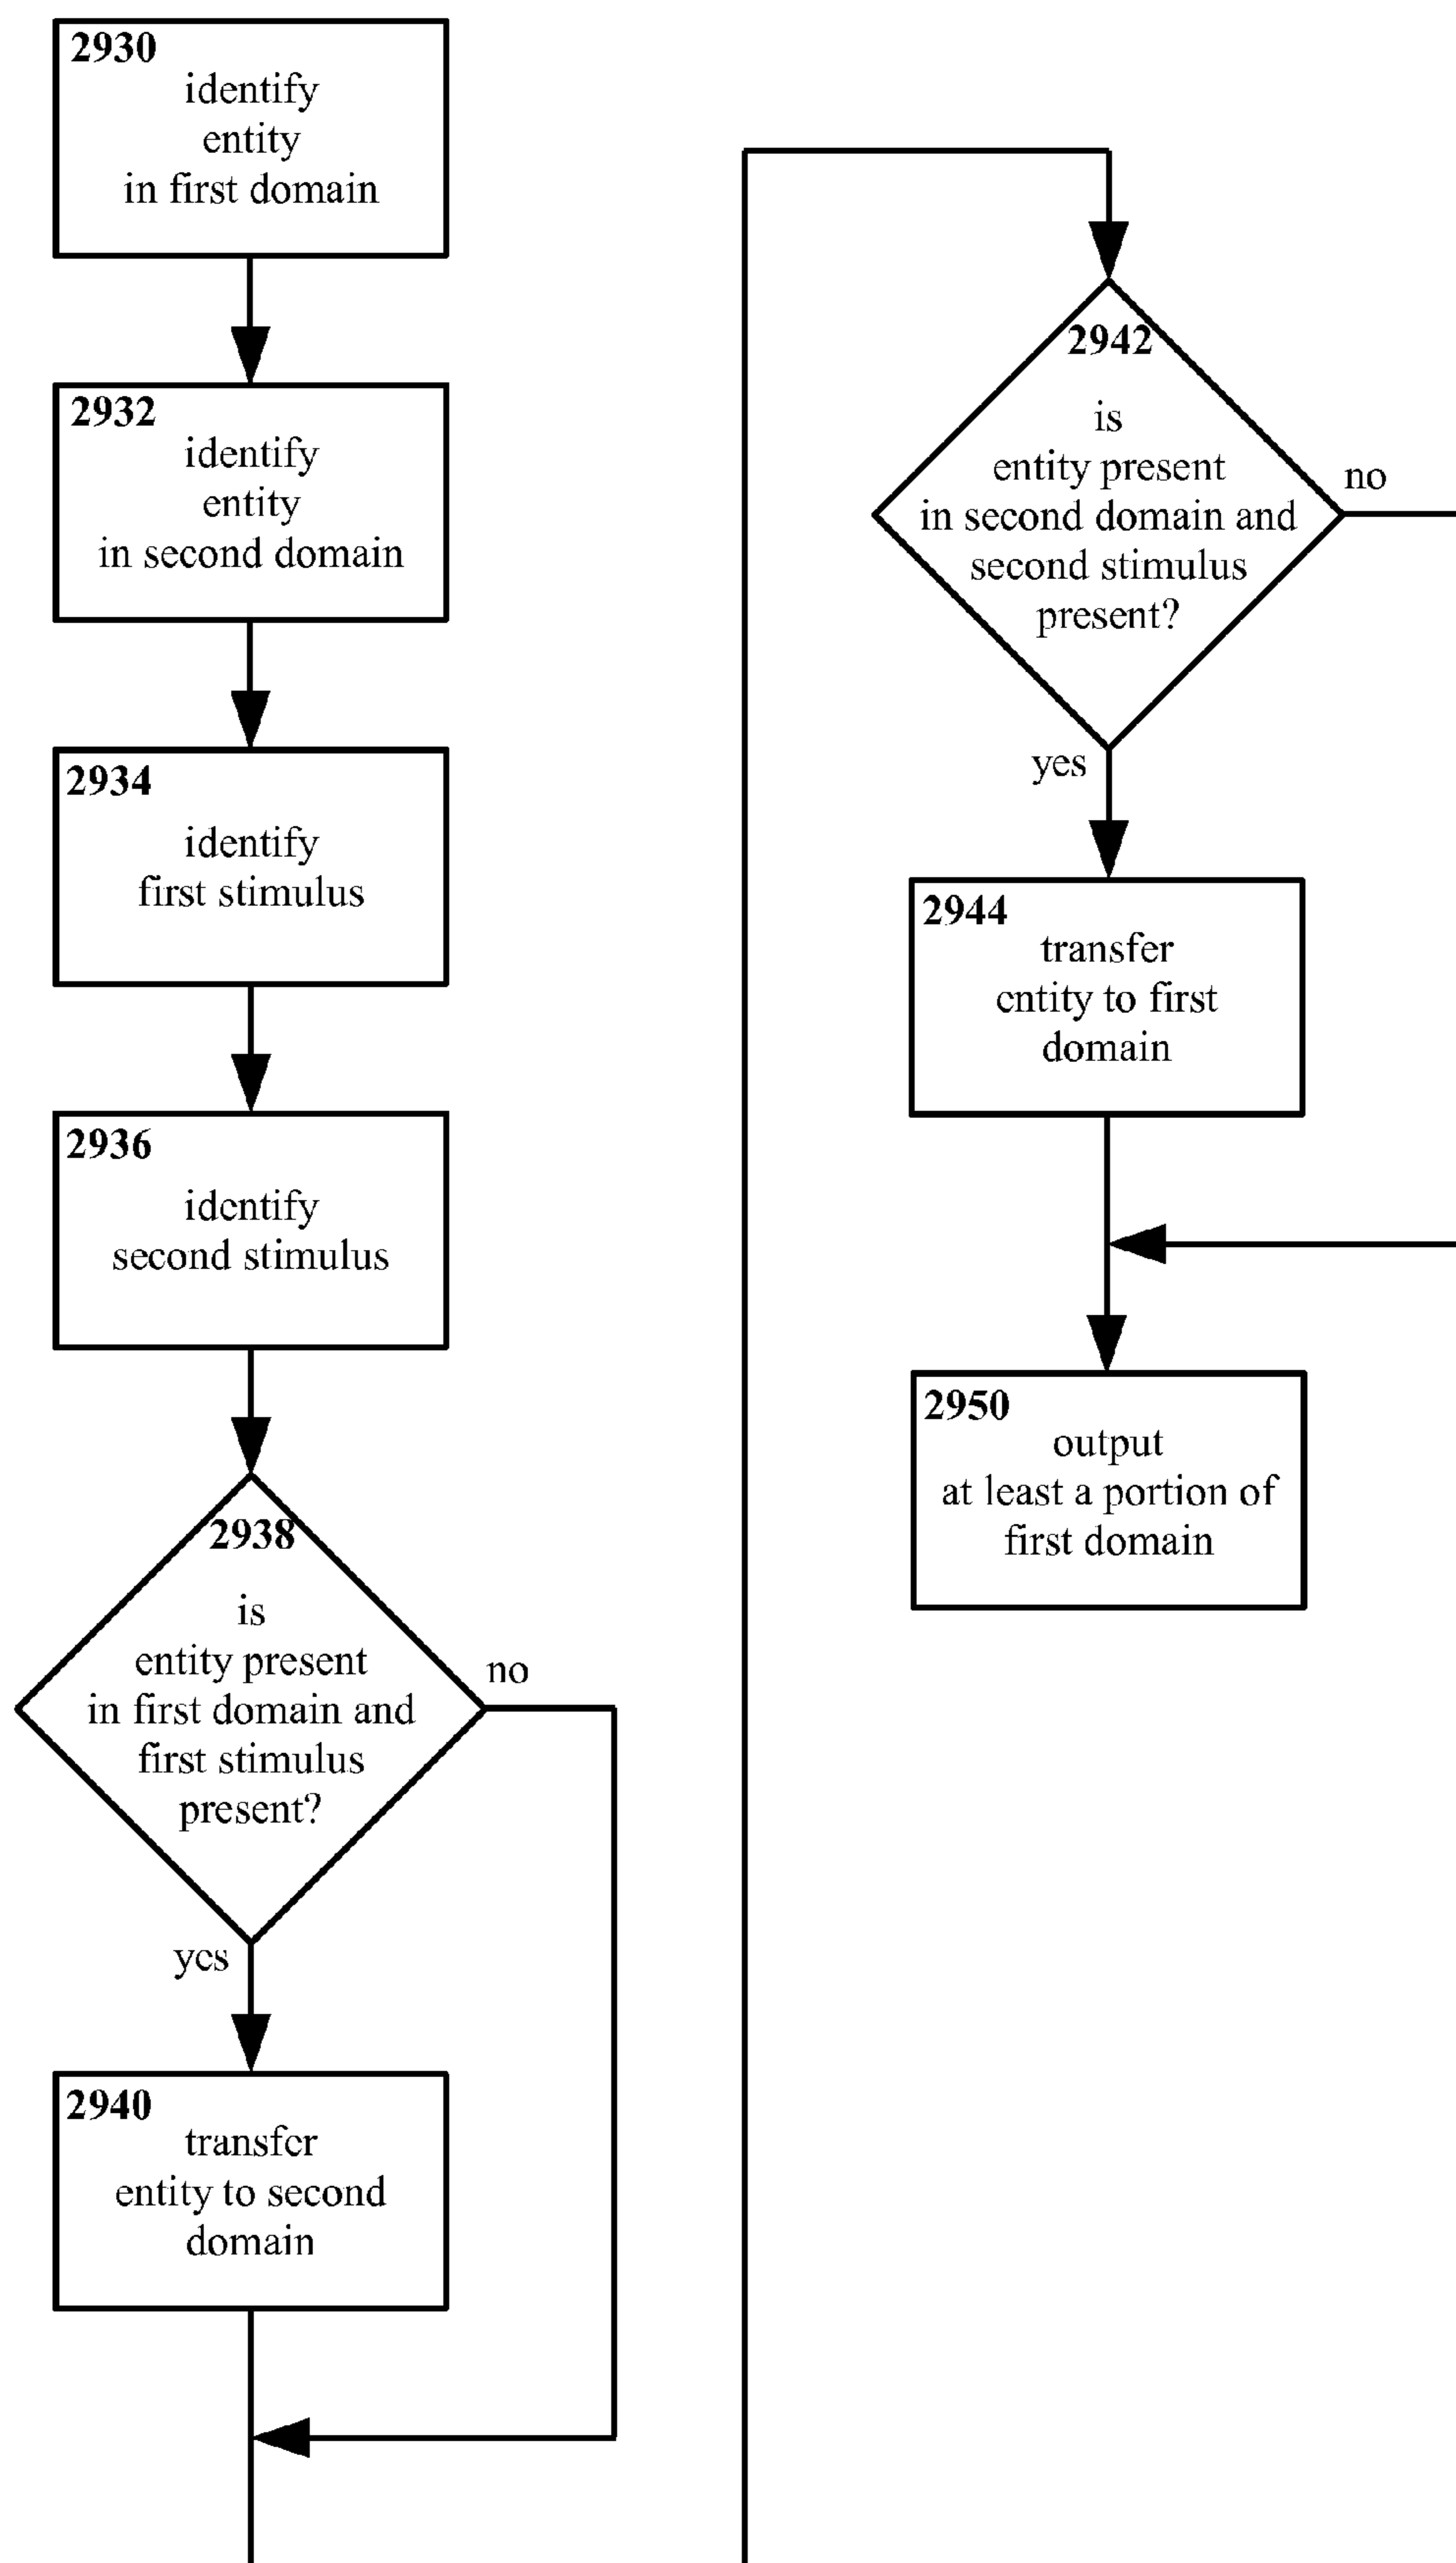 2930
identify
entity
in first domain
2932
identify
entity
in second domain
2934
identify
first stimulus
2936
identify
second stimulus
2938
is
entity present
in first domain and
first stimulus
present?
no
yes
2940
transfer
entity to second
domain
2942
is
entity present
in second domain and
second stimulus
present?
no
yes
2944
transfer
entity to first
domain
2950
output
at least a portion of
first domain